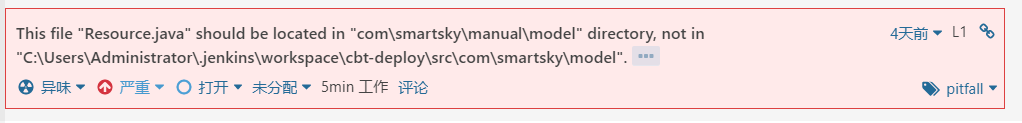 This file "Resource.java" should be located in "com\smartsky\manual\model" directory, not in
4天前 L1
"C:\Users\Administrator\.jenkins\workspace\cbt-deploy\src\com\smartsky\model".
异味 严重 打开 未分配 5min 工作 评论
pitfall